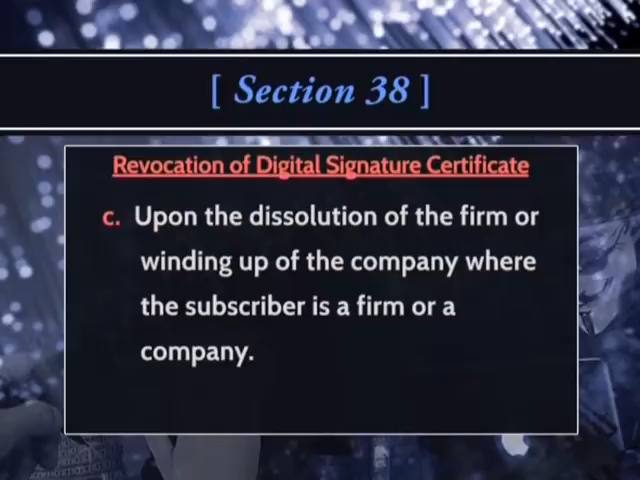 [ Section 38 ]
Revocation of Digital Signature Certificate
c. Upon the dissolution of the firm or
winding up of the company where
the subscriber is a firm or a
company.